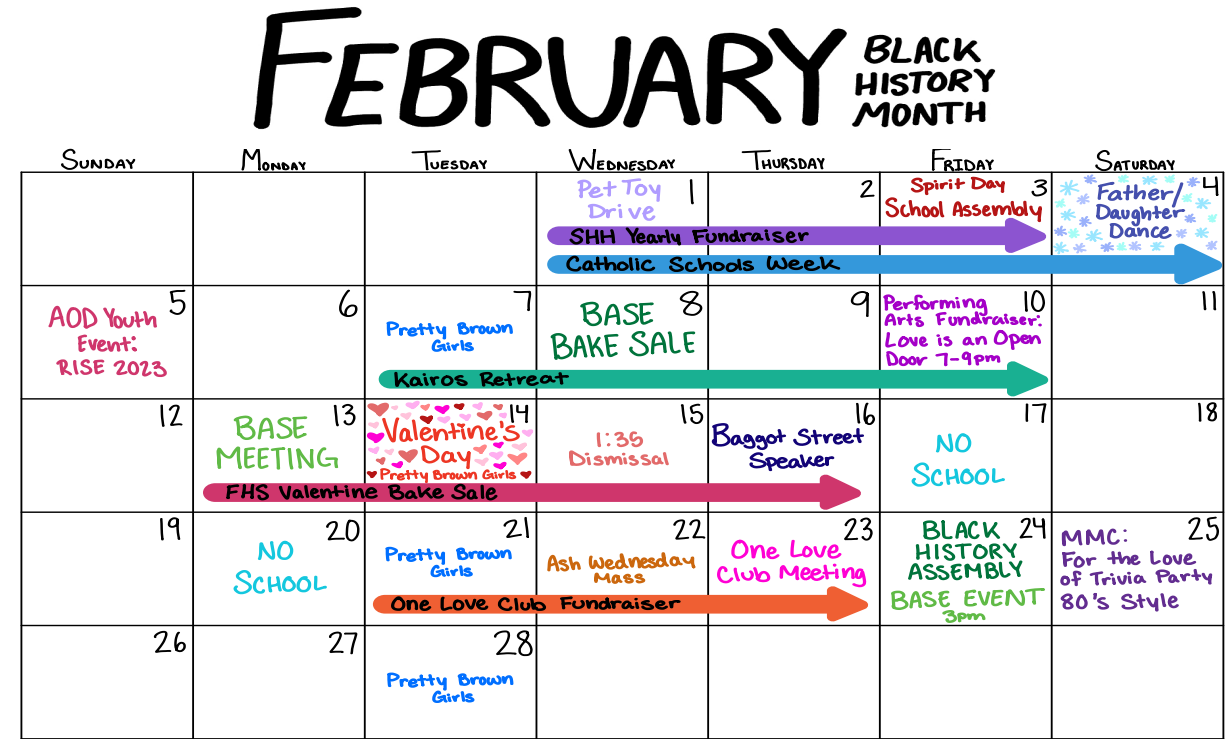 FEBRUARY
BLACK
HISTORY
MONTH
SUNDAY MONDAY TUESDAY WEDNESDAY THURSDAY FRIDAY SATURDAY
Pet Toy
Drive
1
2
Spirit Day
School Assembly
3
Father/
Daughter
Dance
4
SHH Yearly Fundraiser
Catholic Schools Week
5
AOD Youth
Event:
RISE 2023
6
7
Pretty Brown
Girls
8
BASE
BAKE SALE
9
10
Performing
Arts Fundraiser:
Love is an Open
Door 7-9pm
11
Kairos Retreat
12
13
BASE
MEETING
14
Valentine's
Day
Pretty Brown Girls
15
1:35
Dismissal
16
Baggot Street
Speaker
17
NO
SCHOOL
18
FHS Valentine Bake Sale
19
20
NO
SCHOOL
21
Pretty Brown
Girls
22
Ash Wednesday
Mass
23
One Love
Club Meeting
24
BLACK
HISTORY
ASSEMBLY
BASE EVENT
3pm
25
MMC:
For the Love
of Trivia Party
80's Style
One Love Club Fundraiser
26
27
28
Pretty Brown
Girls